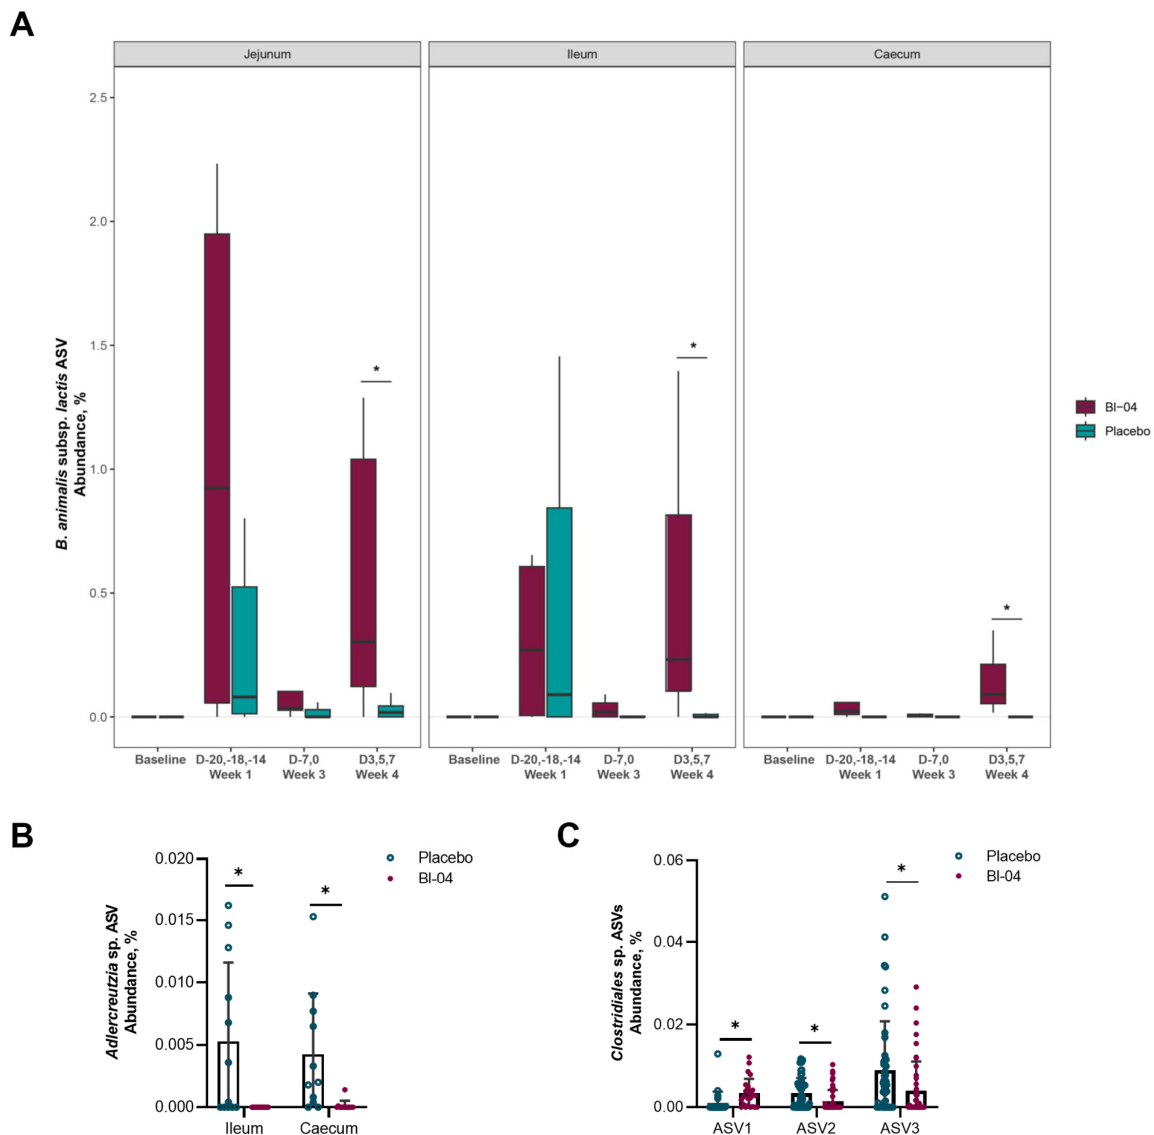 A
Jejunum
Ileum
Caecum
2.5
2.0
1.5
1.0
0.5
0.0
B. animalis subsp. lactis ASV
Abundance, %
*
*
*
Bl−04
Placebo
Baseline
D-20,-18,-14
Week 1
D-7,0
Week 3
D3,5,7
Week 4
Baseline
D-20,-18,-14
Week 1
D-7,0
Week 3
D3,5,7
Week 4
Baseline
D-20,-18,-14
Week 1
D-7,0
Week 3
D3,5,7
Week 4
B
0.020
0.015
0.010
0.005
0.000
Adlercreutzia sp. ASV
Abundance, %
*
*
Placebo
Bl-04
Ileum
Caecum
C
0.06
0.04
0.02
0.00
Clostridiales sp. ASVs
Abundance, %
*
*
*
Placebo
Bl-04
ASV1
ASV2
ASV3